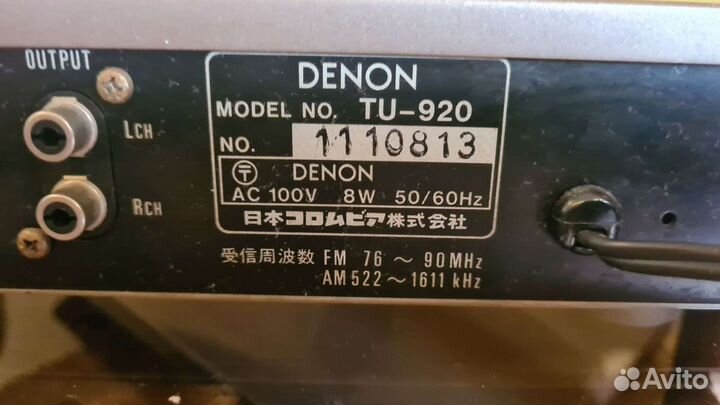 OUTPUT
LCH
RCH
DENON
MODEL NO. TU-920
NO. 1110813
〒 DENON
AC 100V 8W 50/60Hz
日本コロムビア株式会社
受信周波数 FM 76 ~ 90MHz
AM 522 ~ 1611 kHz
Avito